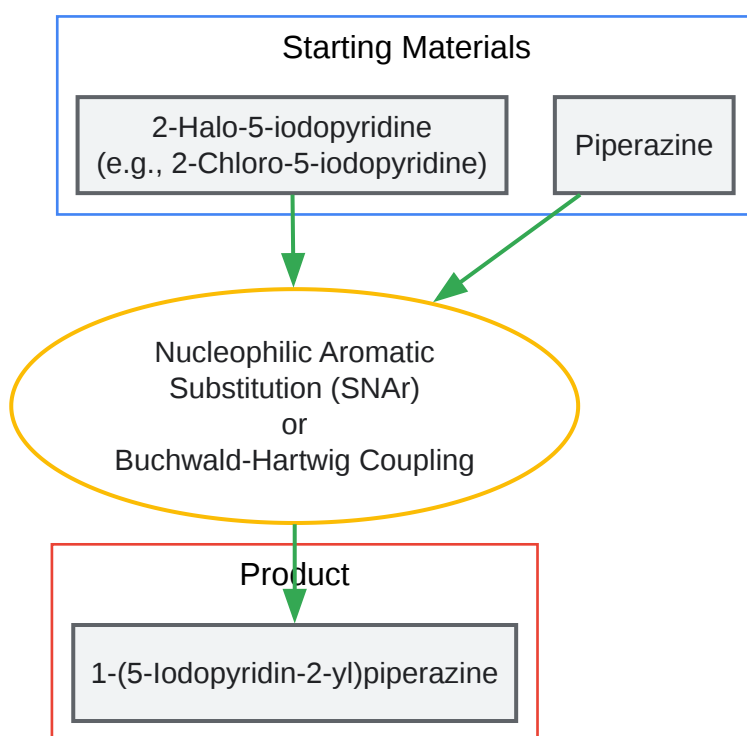 Starting Materials
2-Halo-5-iodopyridine
(e.g., 2-Chloro-5-iodopyridine)
Piperazine
Nucleophilic Aromatic
Substitution (SNAr)
or
Buchwald-Hartwig Coupling
Product
1-(5-Iodopyridin-2-yl)piperazine